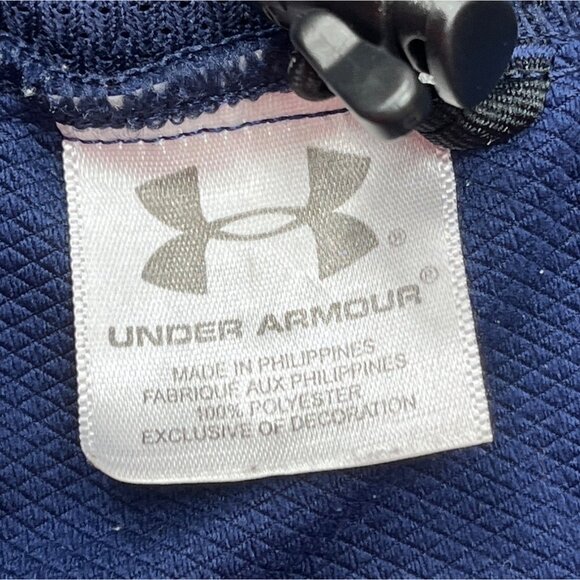 ®
UNDER ARMOUR®
MADE IN PHILIPPINES
FABRIQUE AUX PHILIPPINES
100% POLYESTER
EXCLUSIVE OF DECORATION